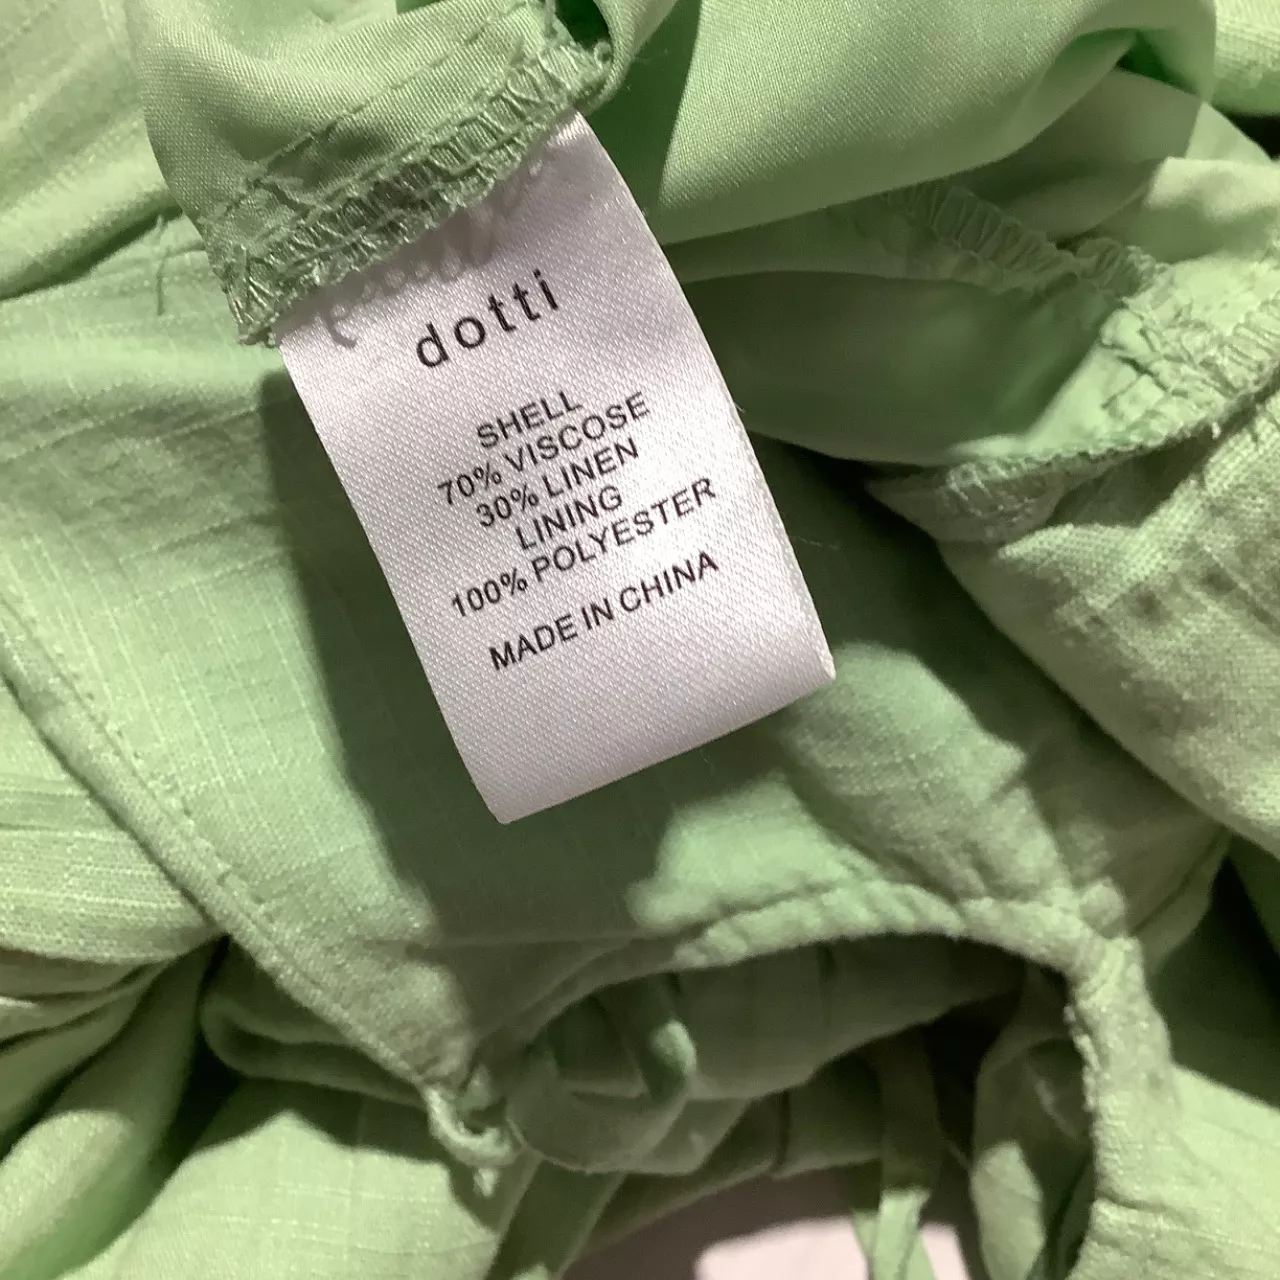 dotti
SHELL
70% VISCOSE
30% LINEN
LINING
100% POLYESTER
MADE IN CHINA